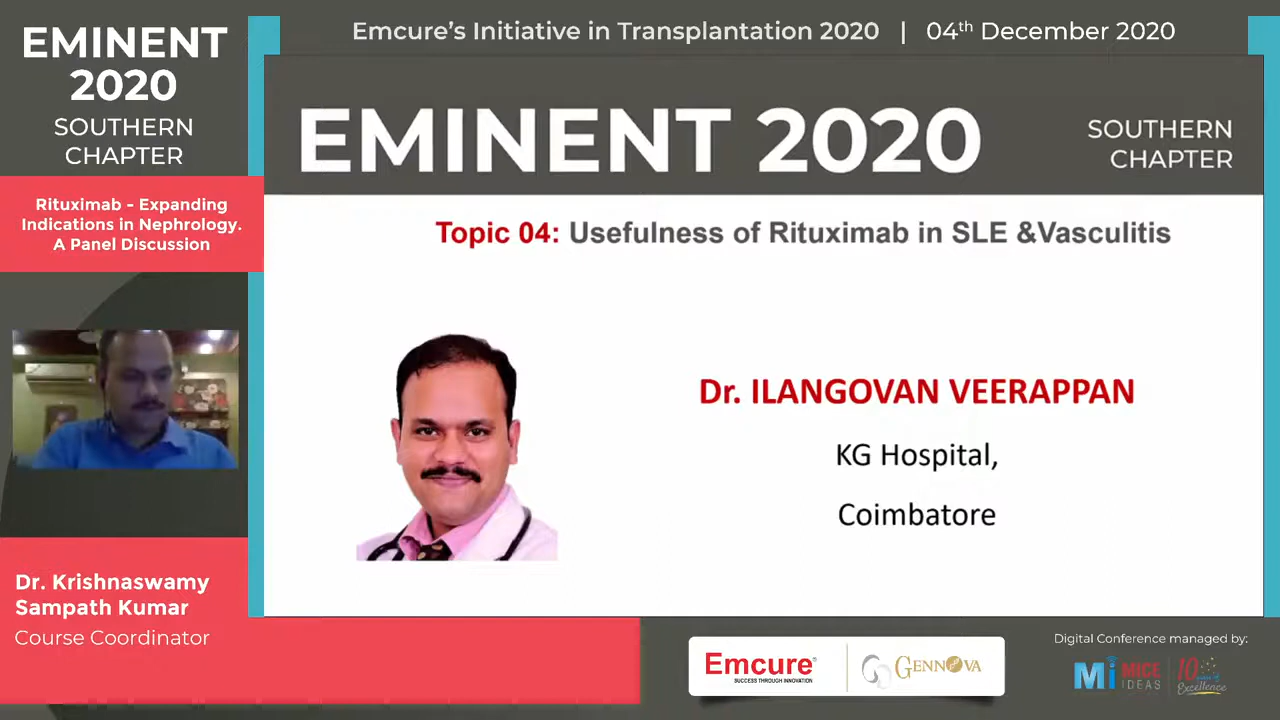 EMINENT
2020
SOUTHERN
CHAPTER
Rituximab - Expanding
Indications in Nephrology.
A Panel Discussion
Dr. Krishnaswamy
Sampath Kumar
Course Coordinator
Emcure's Initiative in Transplantation 2020 | 04th December 2020
EMINENT 2020
SOUTHERN
CHAPTER
Topic 04: Usefulness of Rituximab in SLE &Vasculitis
Dr. ILANGOVAN VEERAPPAN
KG Hospital,
Coimbatore
Emcure®
SUCCESS THROUGH INNOVATION
GENNOVA
Digital Conference managed by:
Mi MICE
IDEAS
10
Excellence